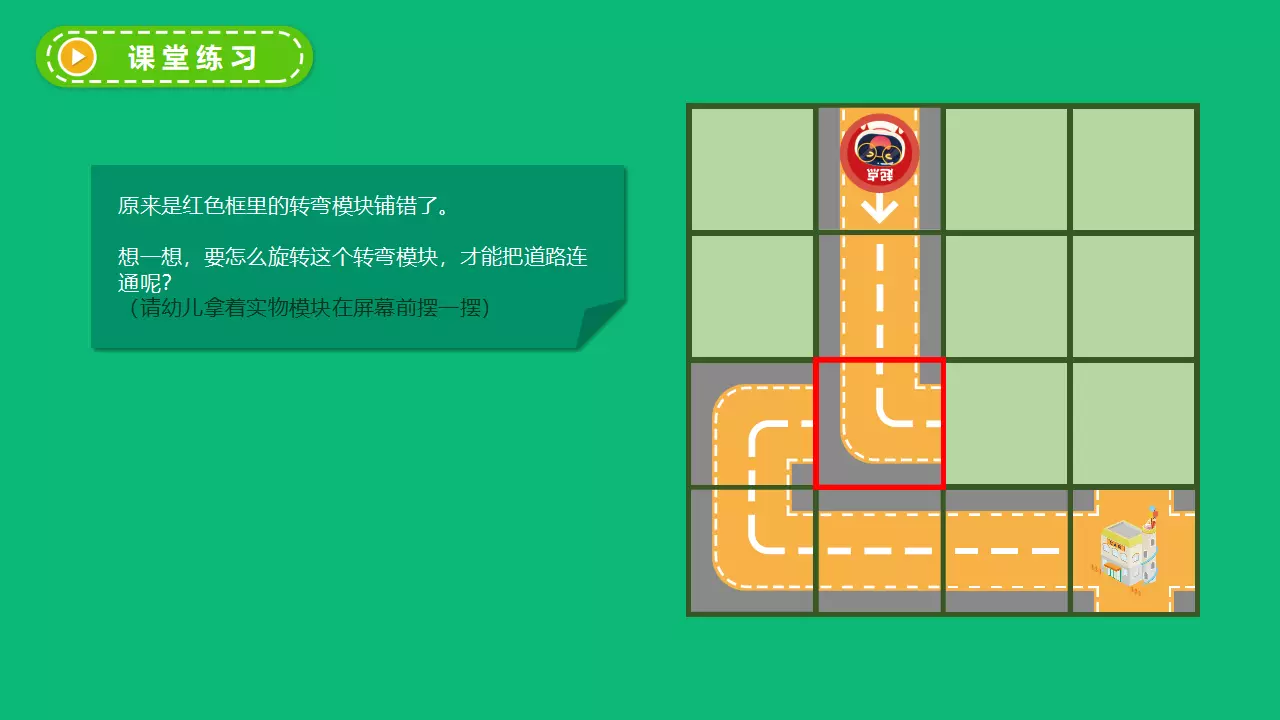 课堂练习
原来是红色框里的转弯模块铺错了。
想一想，要怎么旋转这个转弯模块，才能把道路连
通呢？
（请幼儿拿着实物模块在屏幕前摆一摆）
起点